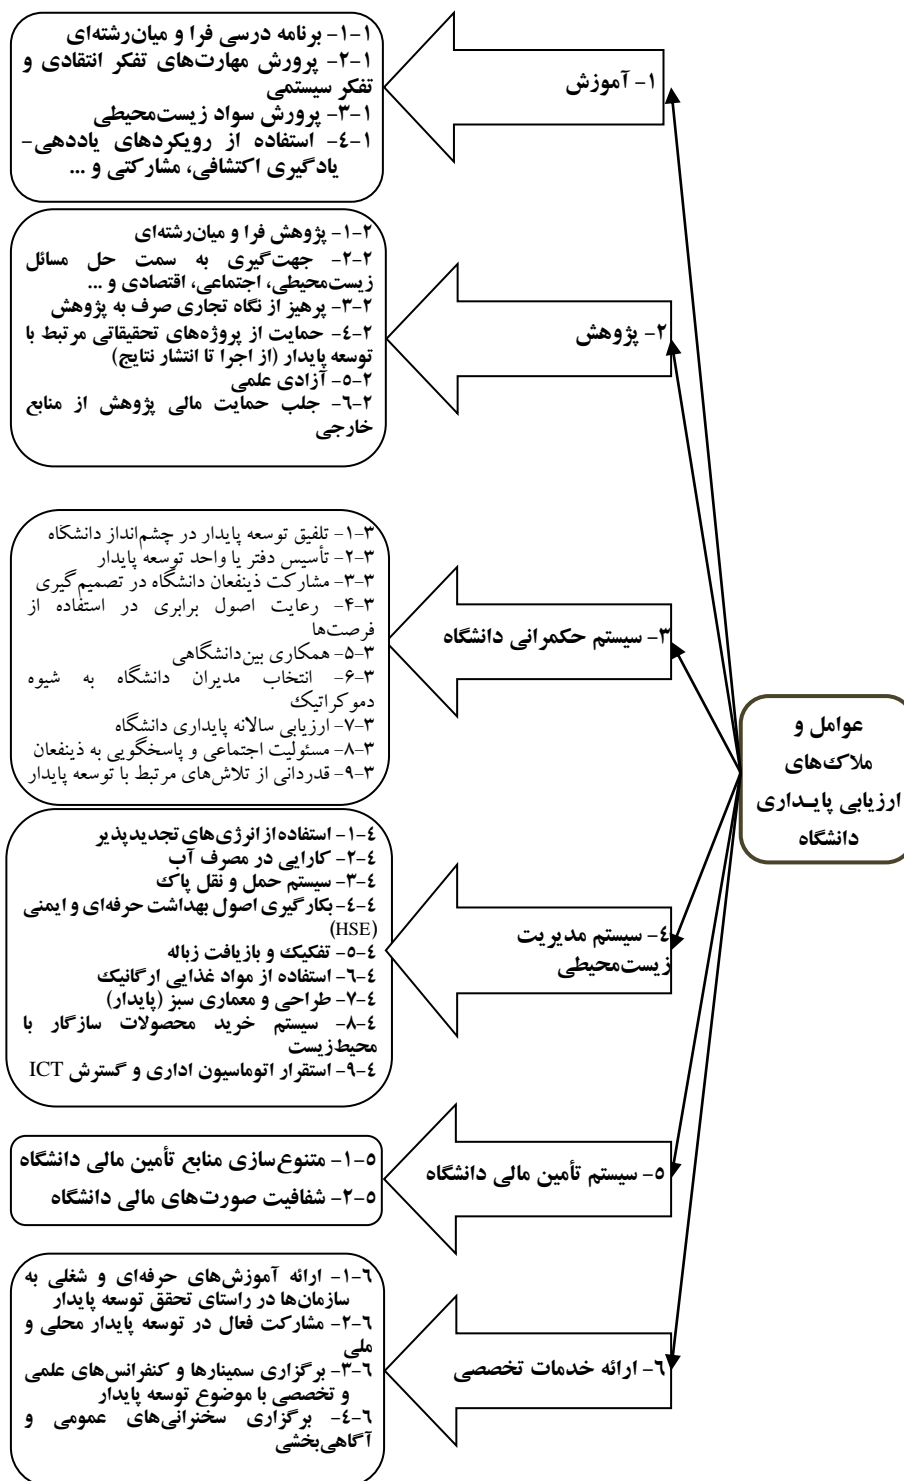 عوامل و
ملاک‌های
ارزیابی پایداری
دانشگاه
۱- آموزش
۱-۱- برنامه درسی فرا و میان‌رشته‌ای
۲-۱- پرورش مهارت‌های تفکر انتقادی و
تفکر سیستمی
۳-۱- پرورش سواد زیست‌محیطی
۴-۱- استفاده از رویکردهای یاددهی-
یادگیری اکتشافی، مشارکتی و ...
۲- پژوهش
۱-۲- پژوهش فرا و میان‌رشته‌ای
۲-۲- جهت‌گیری به سمت حل مسائل
زیست‌محیطی، اجتماعی، اقتصادی و ...
۳-۲- پرهیز از نگاه تجاری صرف به پژوهش
۴-۲- حمایت از پروژه‌های تحقیقاتی مرتبط با
توسعه پایدار (از اجرا تا انتشار نتایج)
۵-۲- آزادی علمی
۶-۲- جلب حمایت مالی پژوهش از منابع
خارجی
۳- سیستم حکمرانی دانشگاه
۱-۳- تلفیق توسعه پایدار در چشم‌انداز دانشگاه
۲-۳- تأسیس دفتر یا واحد توسعه پایدار
۳-۳- مشارکت ذینفعان دانشگاه در تصمیم‌گیری
۴-۳- رعایت اصول برابری در استفاده از
فرصت‌ها
۵-۳- همکاری بین‌دانشگاهی
۶-۳- انتخاب مدیران دانشگاه به شیوه
دموکراتیک
۷-۳- ارزیابی سالانه پایداری دانشگاه
۸-۳- مسئولیت اجتماعی و پاسخگویی به ذینفعان
۹-۳- قدردانی از تلاش‌های مرتبط با توسعه پایدار
۴- سیستم مدیریت
زیست‌محیطی
۱-۴- استفاده از انرژی‌های تجدیدپذیر
۲-۴- کارایی در مصرف آب
۳-۴- سیستم حمل و نقل پاک
۴-۴- بکارگیری اصول بهداشت حرفه‌ای و ایمنی
(HSE)
۵-۴- تفکیک و بازیافت زباله
۶-۴- استفاده از مواد غذایی ارگانیک
۷-۴- طراحی و معماری سبز (پایدار)
۸-۴- سیستم خرید محصولات سازگار با
محیط‌زیست
۹-۴- استقرار اتوماسیون اداری و گسترش ICT
۵- سیستم تأمین مالی دانشگاه
۱-۵- متنوع‌سازی منابع تأمین مالی دانشگاه
۲-۵- شفافیت صورت‌های مالی دانشگاه
۶- ارائه خدمات تخصصی
۱-۶- ارائه آموزش‌های حرفه‌ای و شغلی به
سازمان‌ها در راستای تحقق توسعه پایدار
۲-۶- مشارکت فعال در توسعه پایدار محلی و
ملی
۳-۶- برگزاری سمینارها و کنفرانس‌های علمی
و تخصصی با موضوع توسعه پایدار
۴-۶- برگزاری سخنرانی‌های عمومی و
آگاهی‌بخشی